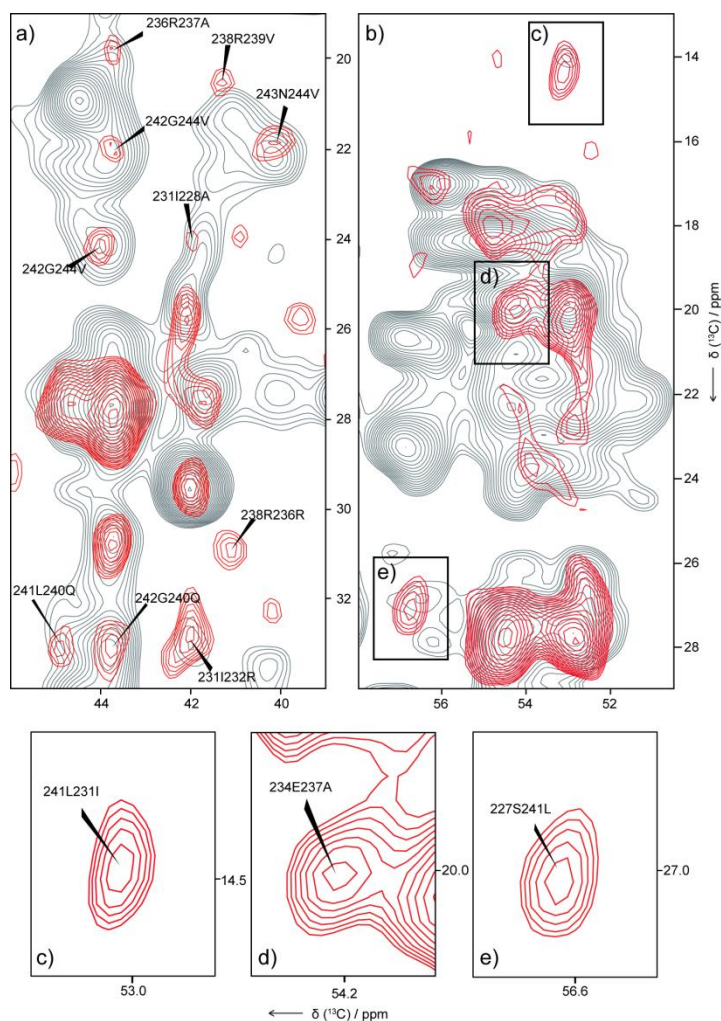 a)
236R237A
238R239V
243N244V
242G244V
231I228A
242G244V
238R236R
241L240Q
242G240Q
231I232R
20
22
24
26
28
30
32
44
42
40
b)
c)
d)
e)
14
16
18
20
22
24
26
28
δ (¹³C) / ppm
56
54
52
241L231I
14.5
c)
53.0
234E237A
20.0
d)
54.2
227S241L
27.0
e)
56.6
δ (¹³C) / ppm